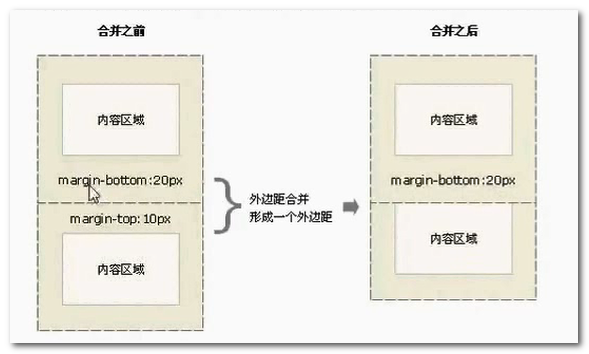 合并之前
合并之后
内容区域
margin-bottom:20px
margin-top:10px
内容区域
外边距合并
形成一个外边距
内容区域
margin-bottom:20px
内容区域